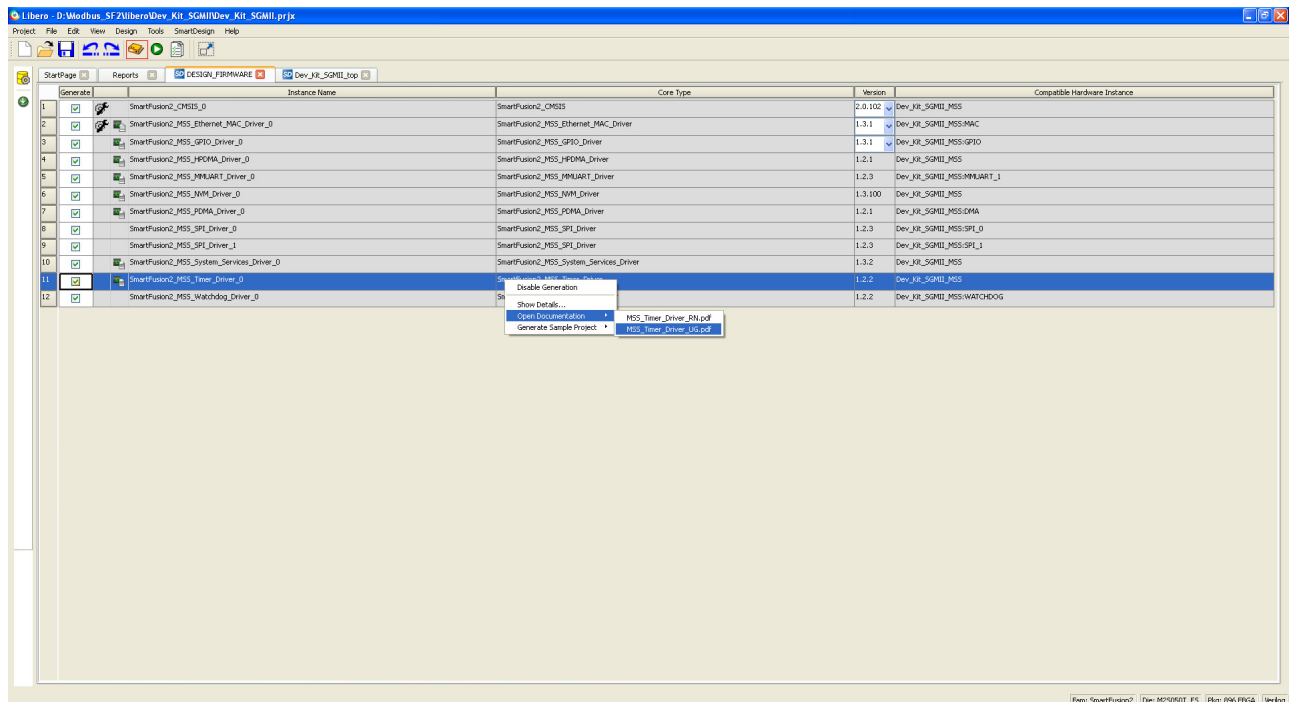 Libero - D:\Modbus_SF2\libero\Dev_Kit_SGMII\Dev_Kit_SGMII.prjx
Project File Edit View Design Tools SmartDesign Help
StartPage Reports SD DESIGN_FIRMWARE SD Dev_Kit_SGMII_top
Generate Instance Name Core Type Version Compatible Hardware Instance
1 SmartFusion2_CMSIS_0 SmartFusion2_CMSIS 2.0.102 Dev_Kit_SGMII_MSS
2 SmartFusion2_MSS_Ethernet_MAC_Driver_0 SmartFusion2_MSS_Ethernet_MAC_Driver 1.3.1 Dev_Kit_SGMII_MSS:MAC
3 SmartFusion2_MSS_GPIO_Driver_0 SmartFusion2_MSS_GPIO_Driver 1.3.1 Dev_Kit_SGMII_MSS:GPIO
4 SmartFusion2_MSS_HPDMA_Driver_0 SmartFusion2_MSS_HPDMA_Driver 1.2.1 Dev_Kit_SGMII_MSS
5 SmartFusion2_MSS_MMUART_Driver_0 SmartFusion2_MSS_MMUART_Driver 1.2.3 Dev_Kit_SGMII_MSS:MMUART_1
6 SmartFusion2_MSS_NVM_Driver_0 SmartFusion2_MSS_NVM_Driver 1.3.100 Dev_Kit_SGMII_MSS
7 SmartFusion2_MSS_PDMA_Driver_0 SmartFusion2_MSS_PDMA_Driver 1.2.1 Dev_Kit_SGMII_MSS:DMA
8 SmartFusion2_MSS_SPI_Driver_0 SmartFusion2_MSS_SPI_Driver 1.2.3 Dev_Kit_SGMII_MSS:SPI_0
9 SmartFusion2_MSS_SPI_Driver_1 SmartFusion2_MSS_SPI_Driver 1.2.3 Dev_Kit_SGMII_MSS:SPI_1
10 SmartFusion2_MSS_System_Services_Driver_0 SmartFusion2_MSS_System_Services_Driver 1.3.2 Dev_Kit_SGMII_MSS
11 SmartFusion2_MSS_Timer_Driver_0 SmartFusion2_MSS_Timer_Driver 1.2.2 Dev_Kit_SGMII_MSS
12 SmartFusion2_MSS_Watchdog_Driver_0 1.2.2 Dev_Kit_SGMII_MSS:WATCHDOG
Disable Generation
Show Details...
Open Documentation MSS_Timer_Driver_RN.pdf
Generate Sample Project MSS_Timer_Driver_UG.pdf
Fam: SmartFusion2 Die: M2S050T_ES Pkg: 896 FBGA Verilog